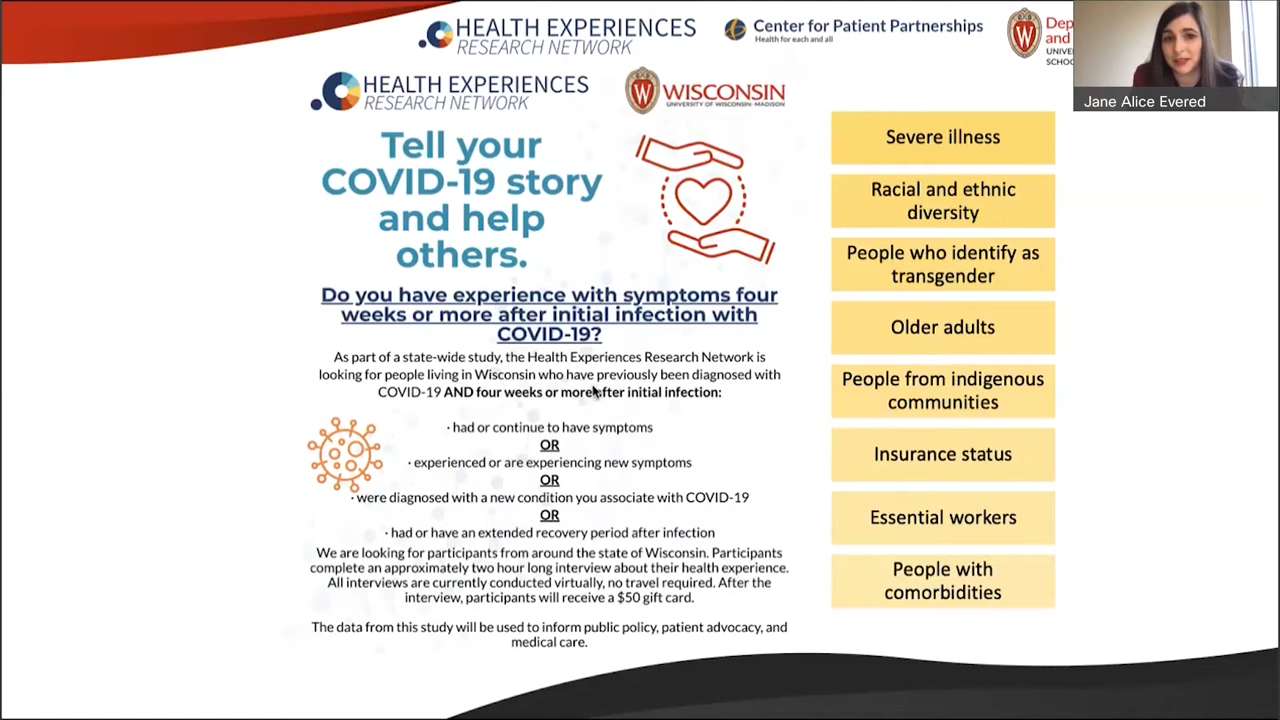 HEALTH EXPERIENCES
RESEARCH NETWORK
Center for Patient Partnerships
Health for each and all
W
Dep
and
UNIVE
SCHOO
Jane Alice Evered
HEALTH EXPERIENCES
RESEARCH NETWORK
W
WISCONSIN
UNIVERSITY OF WISCONSIN-MADISON
Tell your
COVID-19 story
and help
others.
Do you have experience with symptoms four
weeks or more after initial infection with
COVID-19?
As part of a state-wide study, the Health Experiences Research Network is
looking for people living in Wisconsin who have previously been diagnosed with
COVID-19 AND four weeks or more after initial infection:
· had or continue to have symptoms
OR
· experienced or are experiencing new symptoms
OR
· were diagnosed with a new condition you associate with COVID-19
OR
· had or have an extended recovery period after infection
We are looking for participants from around the state of Wisconsin. Participants
complete an approximately two hour long interview about their health experience.
All interviews are currently conducted virtually, no travel required. After the
interview, participants will receive a $50 gift card.
The data from this study will be used to inform public policy, patient advocacy, and
medical care.
Severe illness
Racial and ethnic
diversity
People who identify as
transgender
Older adults
People from indigenous
communities
Insurance status
Essential workers
People with
comorbidities